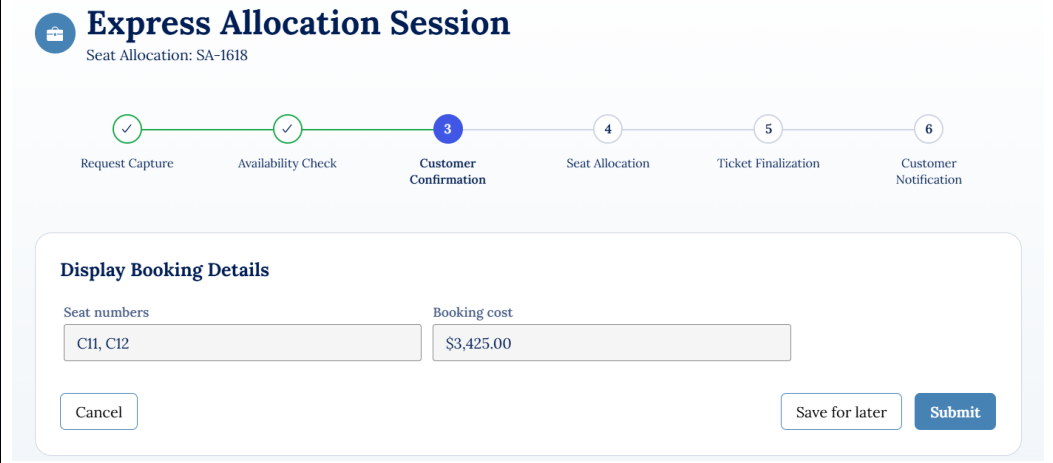 Express Allocation Session
Seat Allocation: SA-1618
3
4
5
6
Request Capture
Availability Check
Customer
Confirmation
Seat Allocation
Ticket Finalization
Customer
Notification
Display Booking Details
Seat numbers
Booking cost
C11, C12
$3,425.00
Cancel
Save for later
Submit